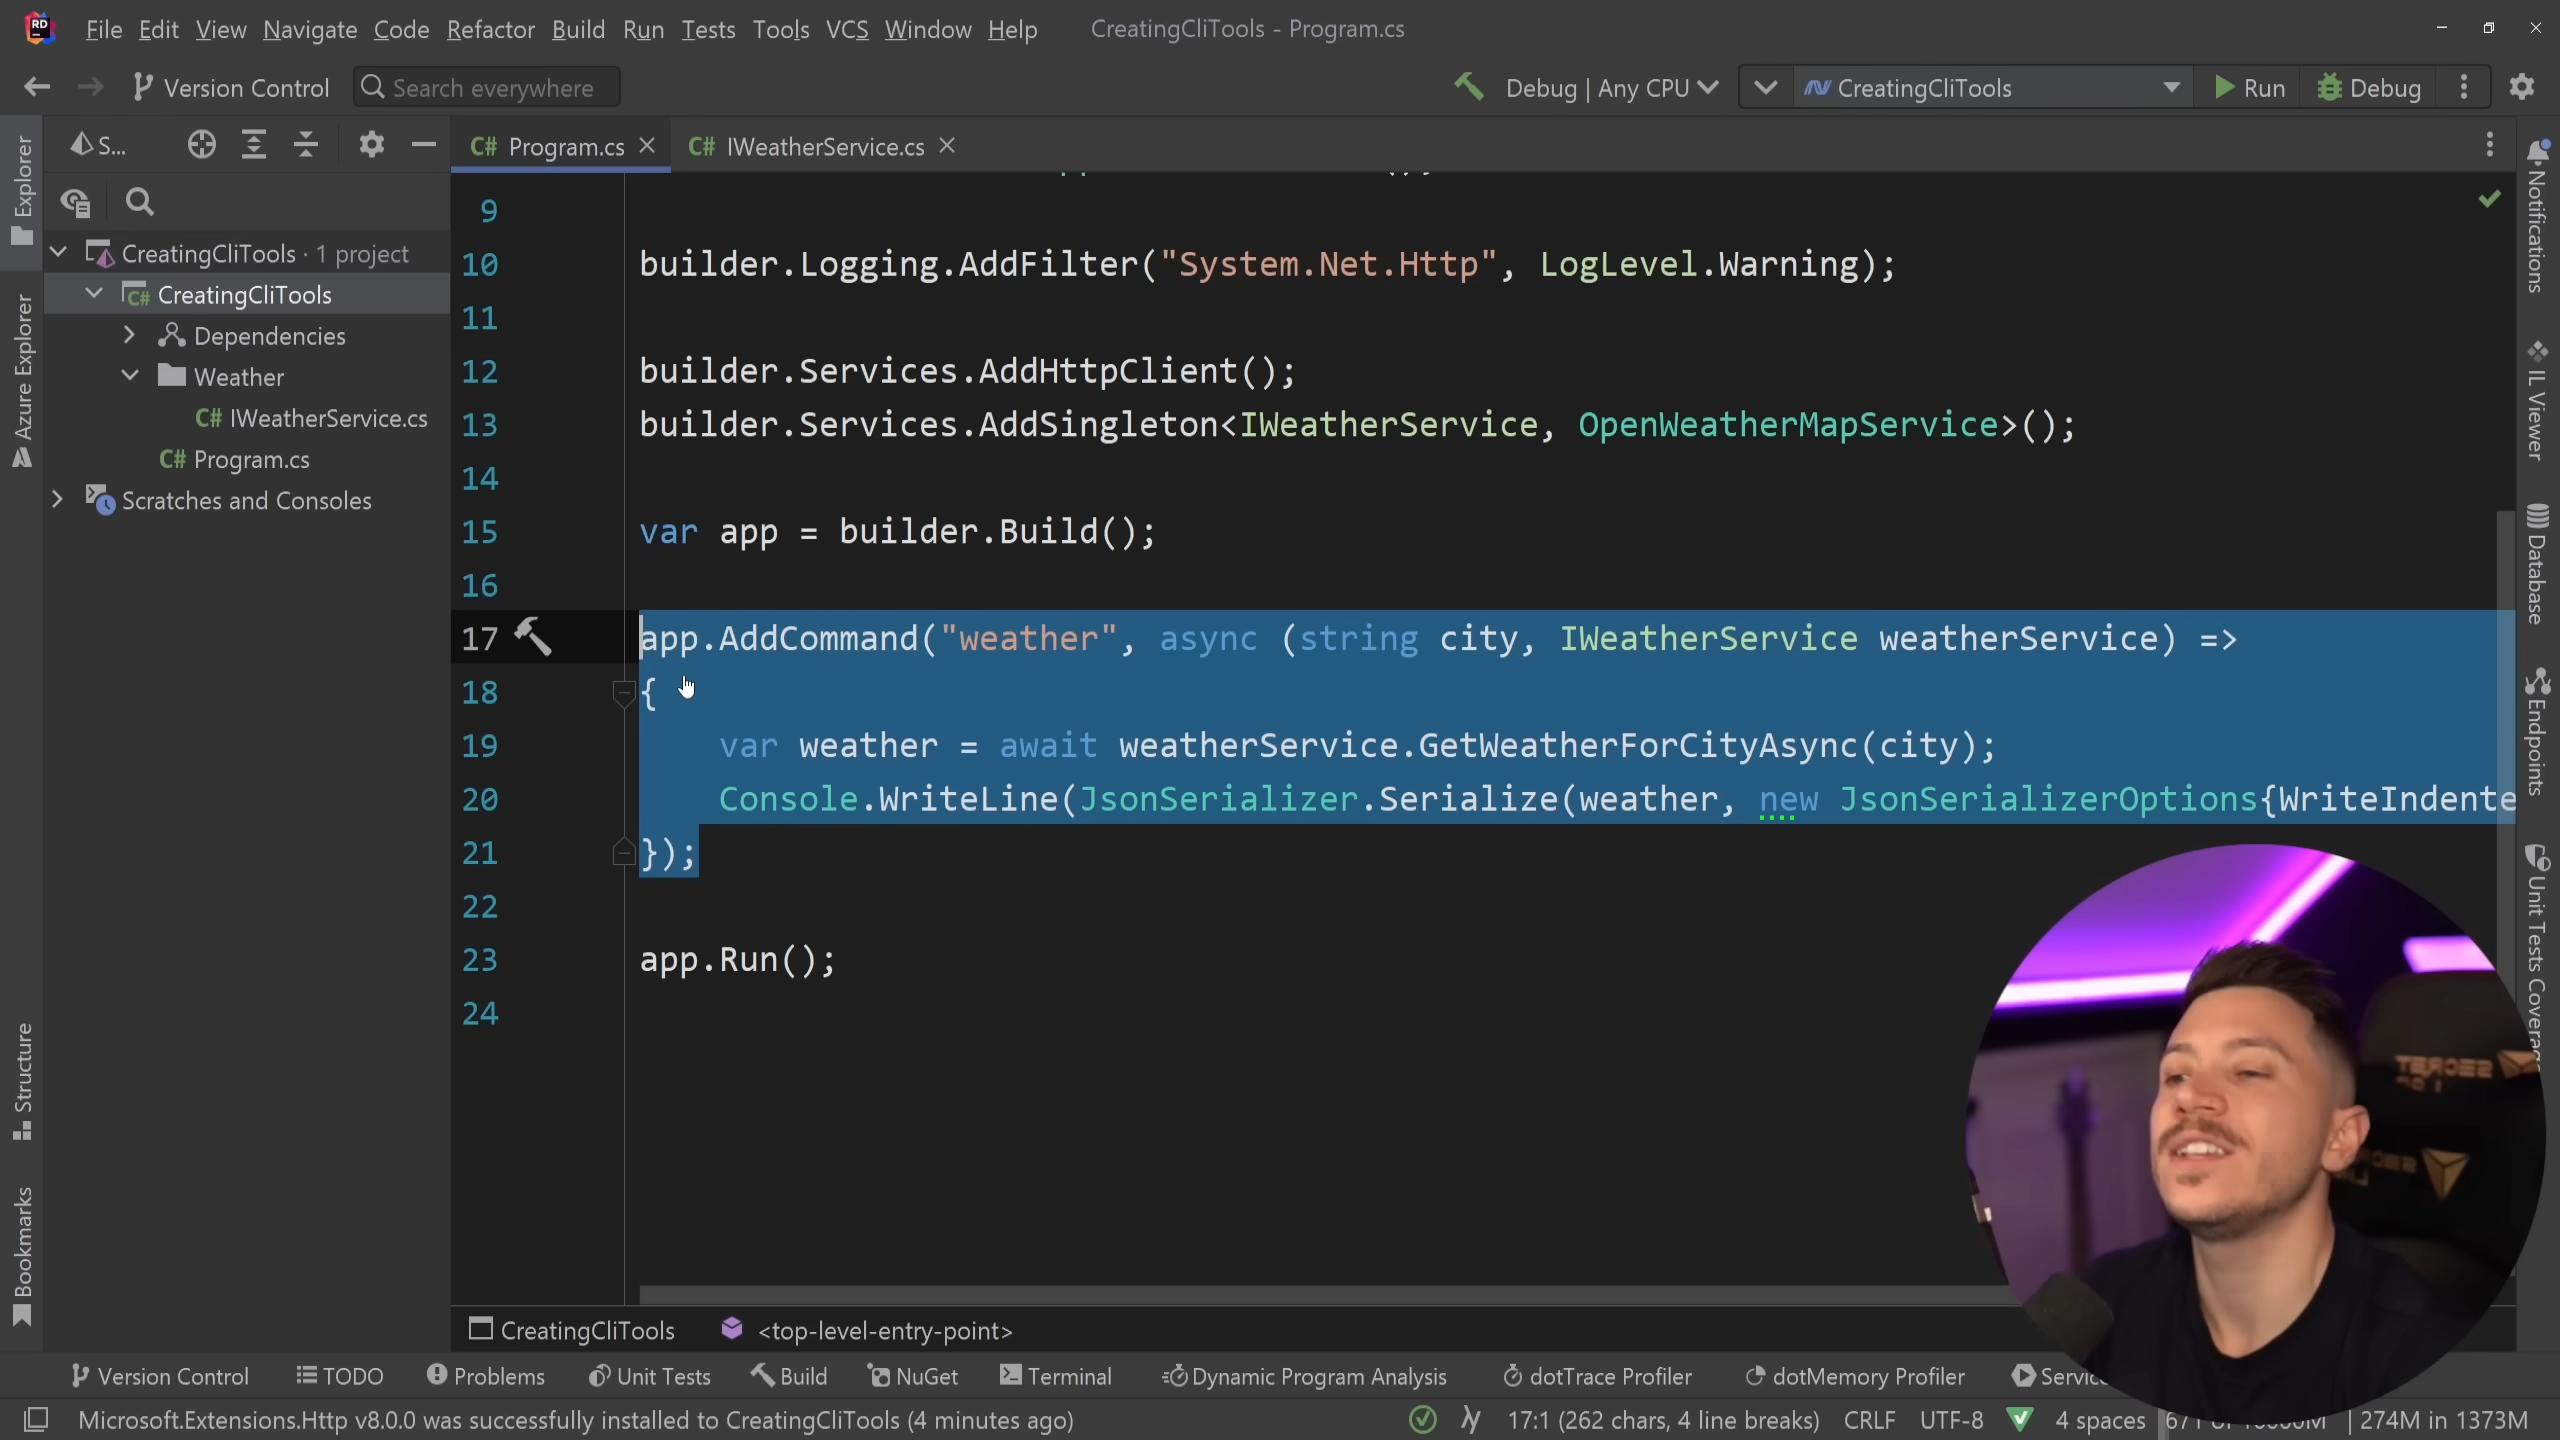 RD File Edit View Navigate Code Refactor Build Run Tests Tools VCS Window Help CreatingCliTools - Program.cs
Version Control Search everywhere Debug | Any CPU CreatingCliTools Run Debug
S... C# Program.cs C# IWeatherService.cs
Explorer
Azure Explorer
Structure
Bookmarks
CreatingCliTools · 1 project
C# CreatingCliTools
Dependencies
Weather
C# IWeatherService.cs
C# Program.cs
Scratches and Consoles
9
10 builder.Logging.AddFilter("System.Net.Http", LogLevel.Warning);
11
12 builder.Services.AddHttpClient();
13 builder.Services.AddSingleton<IWeatherService, OpenWeatherMapService>();
14
15 var app = builder.Build();
16
17 app.AddCommand("weather", async (string city, IWeatherService weatherService) =>
18 {
19 var weather = await weatherService.GetWeatherForCityAsync(city);
20 Console.WriteLine(JsonSerializer.Serialize(weather, new JsonSerializerOptions{WriteIndente
21 });
22
23 app.Run();
24
Notifications
IL Viewer
Database
Endpoints
Unit Tests Coverage
SECRET
CreatingCliTools <top-level-entry-point>
Version Control TODO Problems Unit Tests Build NuGet Terminal Dynamic Program Analysis dotTrace Profiler dotMemory Profiler Servic
Microsoft.Extensions.Http v8.0.0 was successfully installed to CreatingCliTools (4 minutes ago) 17:1 (262 chars, 4 line breaks) CRLF UTF-8 4 spaces 274M in 1373M